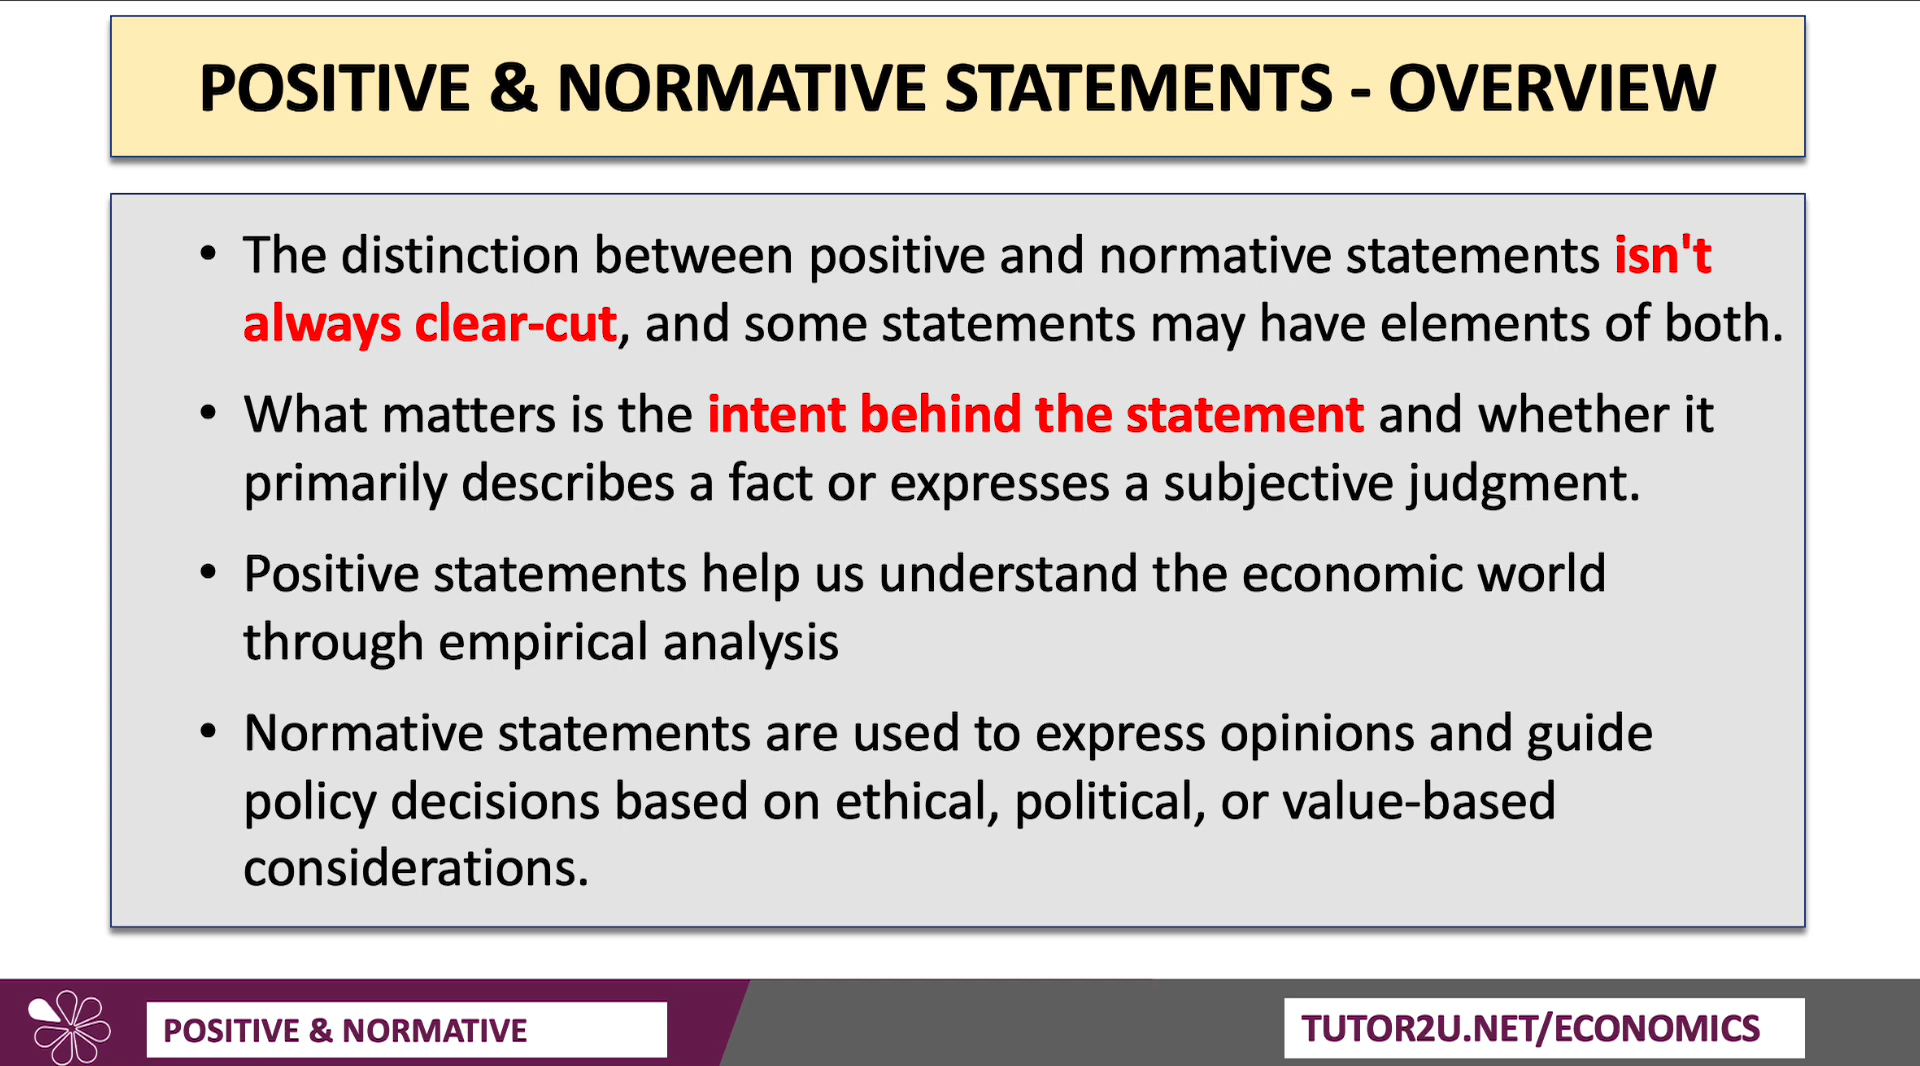 POSITIVE & NORMATIVE STATEMENTS - OVERVIEW
• The distinction between positive and normative statements isn't
always clear-cut, and some statements may have elements of both.
• What matters is the intent behind the statement and whether it
primarily describes a fact or expresses a subjective judgment.
• Positive statements help us understand the economic world
through empirical analysis
• Normative statements are used to express opinions and guide
policy decisions based on ethical, political, or value-based
considerations.
POSITIVE & NORMATIVE
TUTOR2U.NET/ECONOMICS